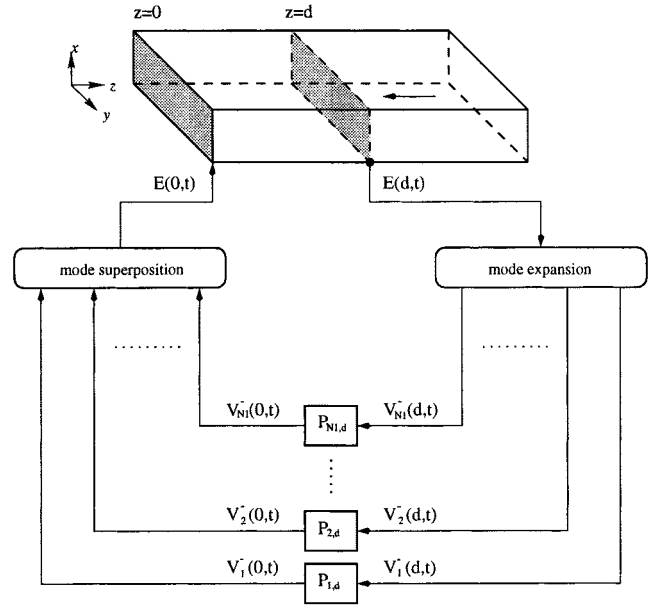 z=0 z=d
x
z
y
E(0,t) E(d,t)
mode superposition mode expansion
V⁻N1(0,t) PN1,d V⁻N1(d,t)
V⁻2(0,t) P2,d V⁻2(d,t)
V⁻1(0,t) P1,d V⁻1(d,t)